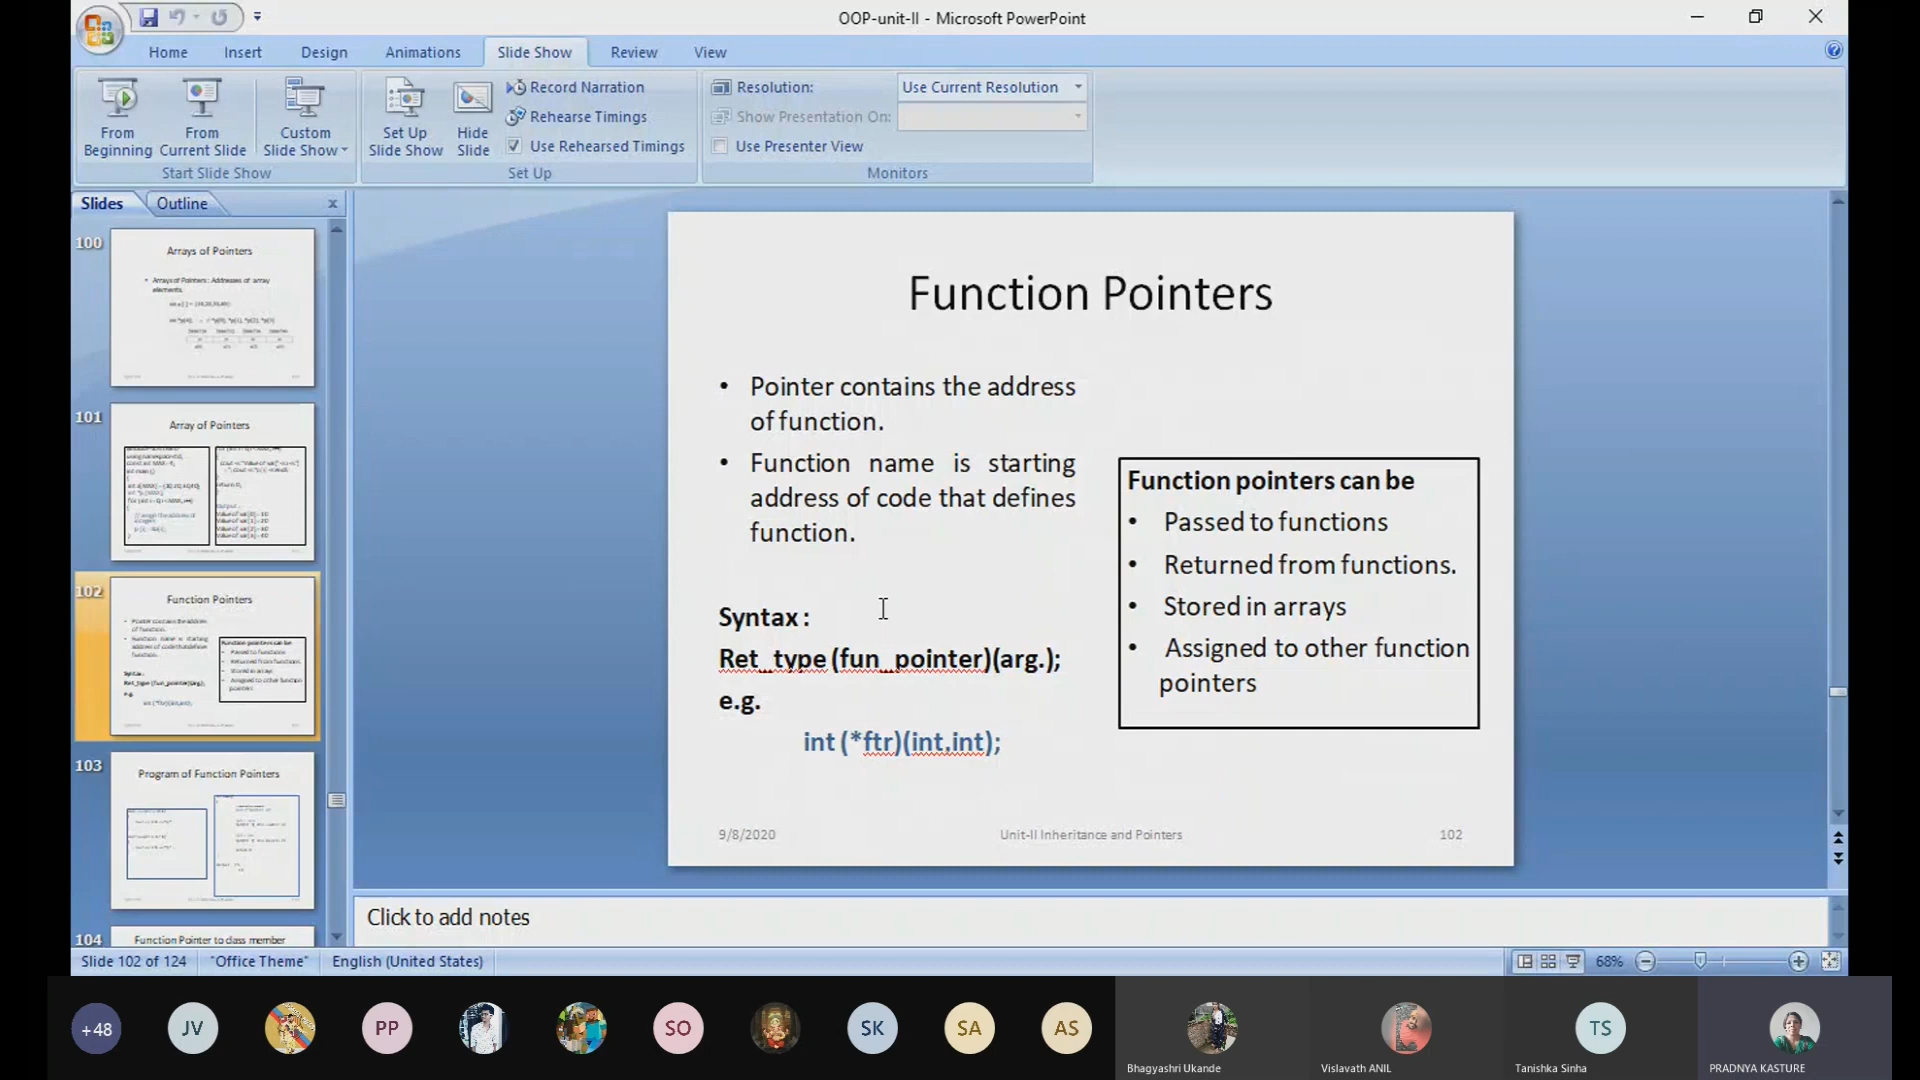 OOP-unit-II - Microsoft PowerPoint
Home Insert Design Animations Slide Show Review View
From Beginning
From Current Slide
Custom Slide Show
Start Slide Show
Set Up Slide Show
Hide Slide
Record Narration
Rehearse Timings
Use Rehearsed Timings
Set Up
Resolution: Use Current Resolution
Show Presentation On:
Use Presenter View
Monitors
Slides Outline
100
Arrays of Pointers
Arrays of Pointers : Addresses of array
elements.
101
Array of Pointers
102
Function Pointers
103
Program of Function Pointers
104
Function Pointer to class member
Function Pointers
• Pointer contains the address
of function.
• Function name is starting
address of code that defines
function.
Syntax :
Ret_type (fun_pointer)(arg.);
e.g.
int (*ftr)(int,int);
Function pointers can be
• Passed to functions
• Returned from functions.
• Stored in arrays
• Assigned to other function
pointers
9/8/2020 Unit-II Inheritance and Pointers 102
Click to add notes
Slide 102 of 124 "Office Theme" English (United States) 68%
+48 JV PP SO SK SA AS TS
Bhagyashri Ukande Vislavath ANIL Tanishka Sinha PRADNYA KASTURE